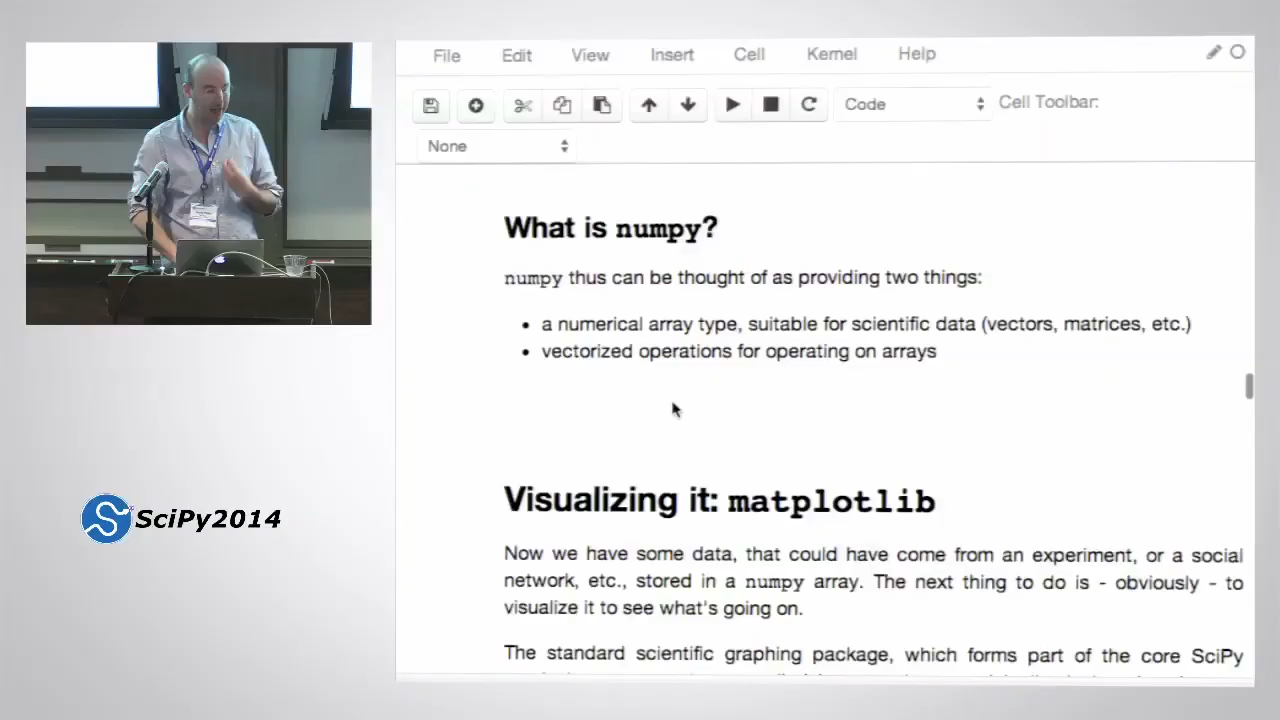 File Edit View Insert Cell Kernel Help
Code Cell Toolbar:
None
What is numpy?
numpy thus can be thought of as providing two things:
• a numerical array type, suitable for scientific data (vectors, matrices, etc.)
• vectorized operations for operating on arrays
Visualizing it: matplotlib
Now we have some data, that could have come from an experiment, or a social
network, etc., stored in a numpy array. The next thing to do is - obviously - to
visualize it to see what's going on.
The standard scientific graphing package, which forms part of the core SciPy
SciPy2014